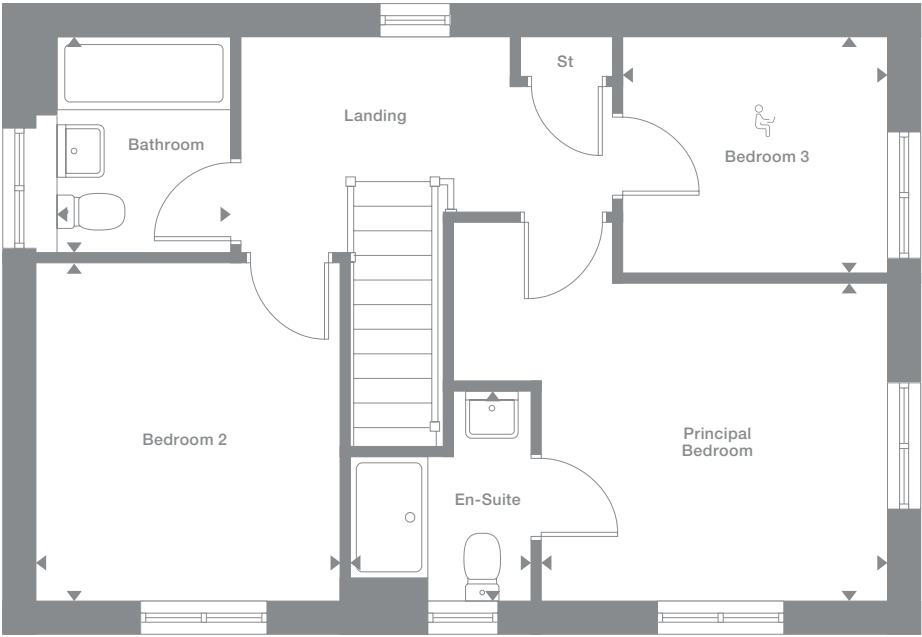 St
Landing
Bathroom
Bedroom 3
Bedroom 2
Principal
Bedroom
En-Suite